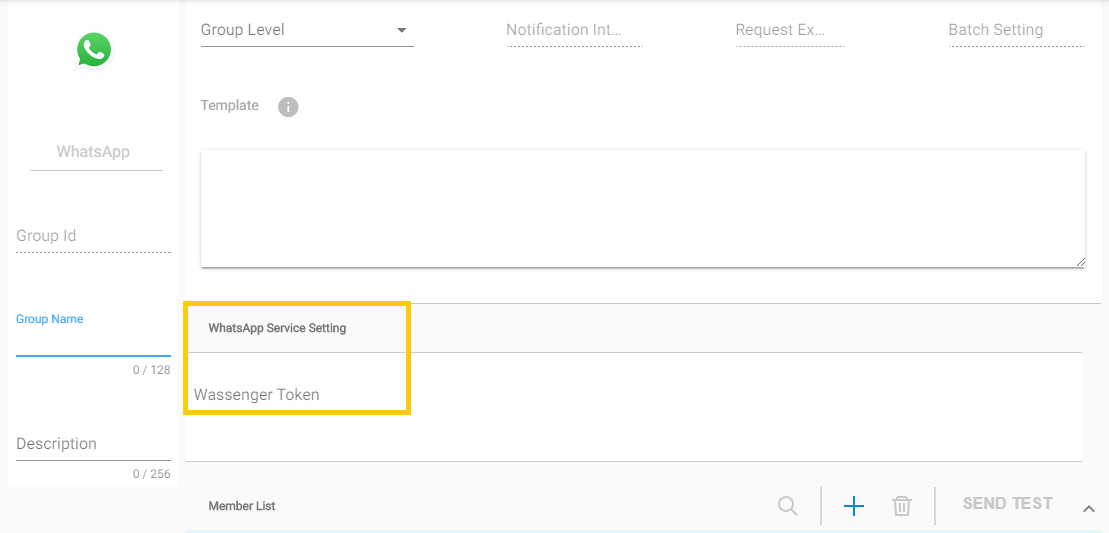 Group Level
Notification Int...
Request Ex...
Batch Setting
Template
WhatsApp
Group Id
Group Name
0 / 128
Description
0 / 256
WhatsApp Service Setting
Wassenger Token
Member List
SEND TEST